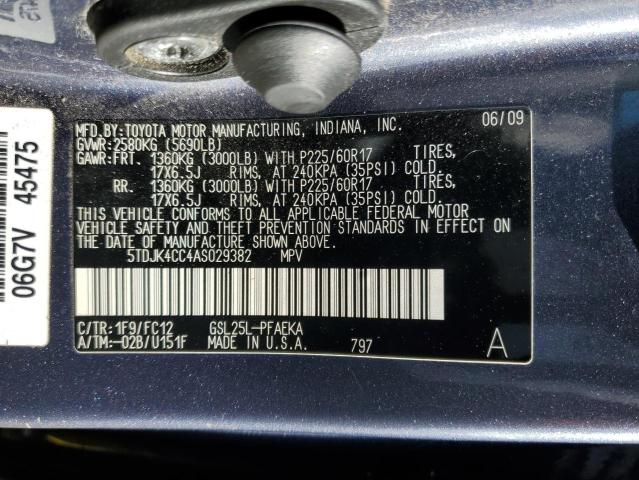 MFD.BY:TOYOTA MOTOR MANUFACTURING, INDIANA, INC. 06/09
GVWR:2580KG (5690LB)
GAWR:FRT. 1360KG (3000LB) WITH P225/60R17 TIRES,
17X6.5J RIMS, AT 240KPA (35PSI) COLD.
RR. 1360KG (3000LB) WITH P225/60R17 TIRES,
17X6.5J RIMS, AT 240KPA (35PSI) COLD.
THIS VEHICLE CONFORMS TO ALL APPLICABLE FEDERAL MOTOR
VEHICLE SAFETY AND THEFT PREVENTION STANDARDS IN EFFECT
ON THE DATE OF MANUFACTURE SHOWN ABOVE.
5TDJK4CC4AS029382 MPV
C/TR:1F9/FC12 GSL25L-PFAEKA
A/TM:-02B/U151F MADE IN U.S.A. 797 A
06G7V 45475